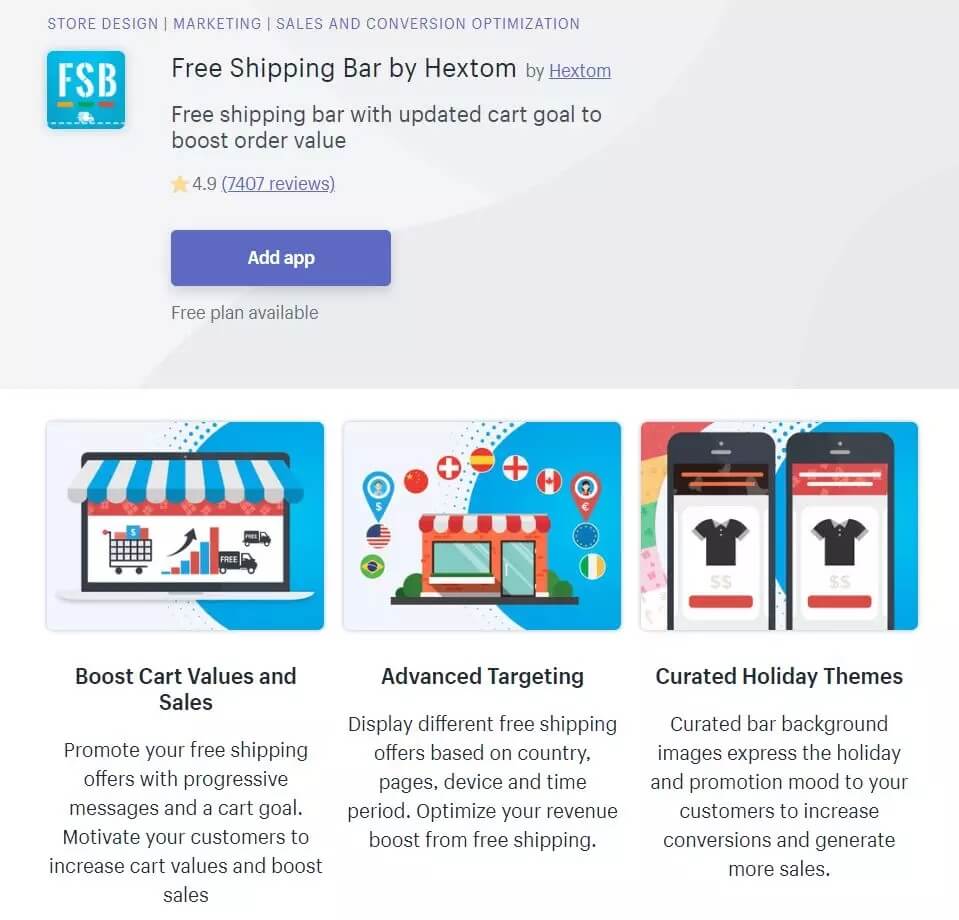 STORE DESIGN | MARKETING | SALES AND CONVERSION OPTIMIZATION
FSB
Free Shipping Bar by Hextom by Hextom
Free shipping bar with updated cart goal to
boost order value
4.9 (7407 reviews)
Add app
Free plan available
$
FREE
FREE
$
€
$$
$$
Boost Cart Values and
Sales
Promote your free shipping
offers with progressive
messages and a cart goal.
Motivate your customers to
increase cart values and boost
sales
Advanced Targeting
Display different free shipping
offers based on country,
pages, device and time
period. Optimize your revenue
boost from free shipping.
Curated Holiday Themes
Curated bar background
images express the holiday
and promotion mood to your
customers to increase
conversions and generate
more sales.